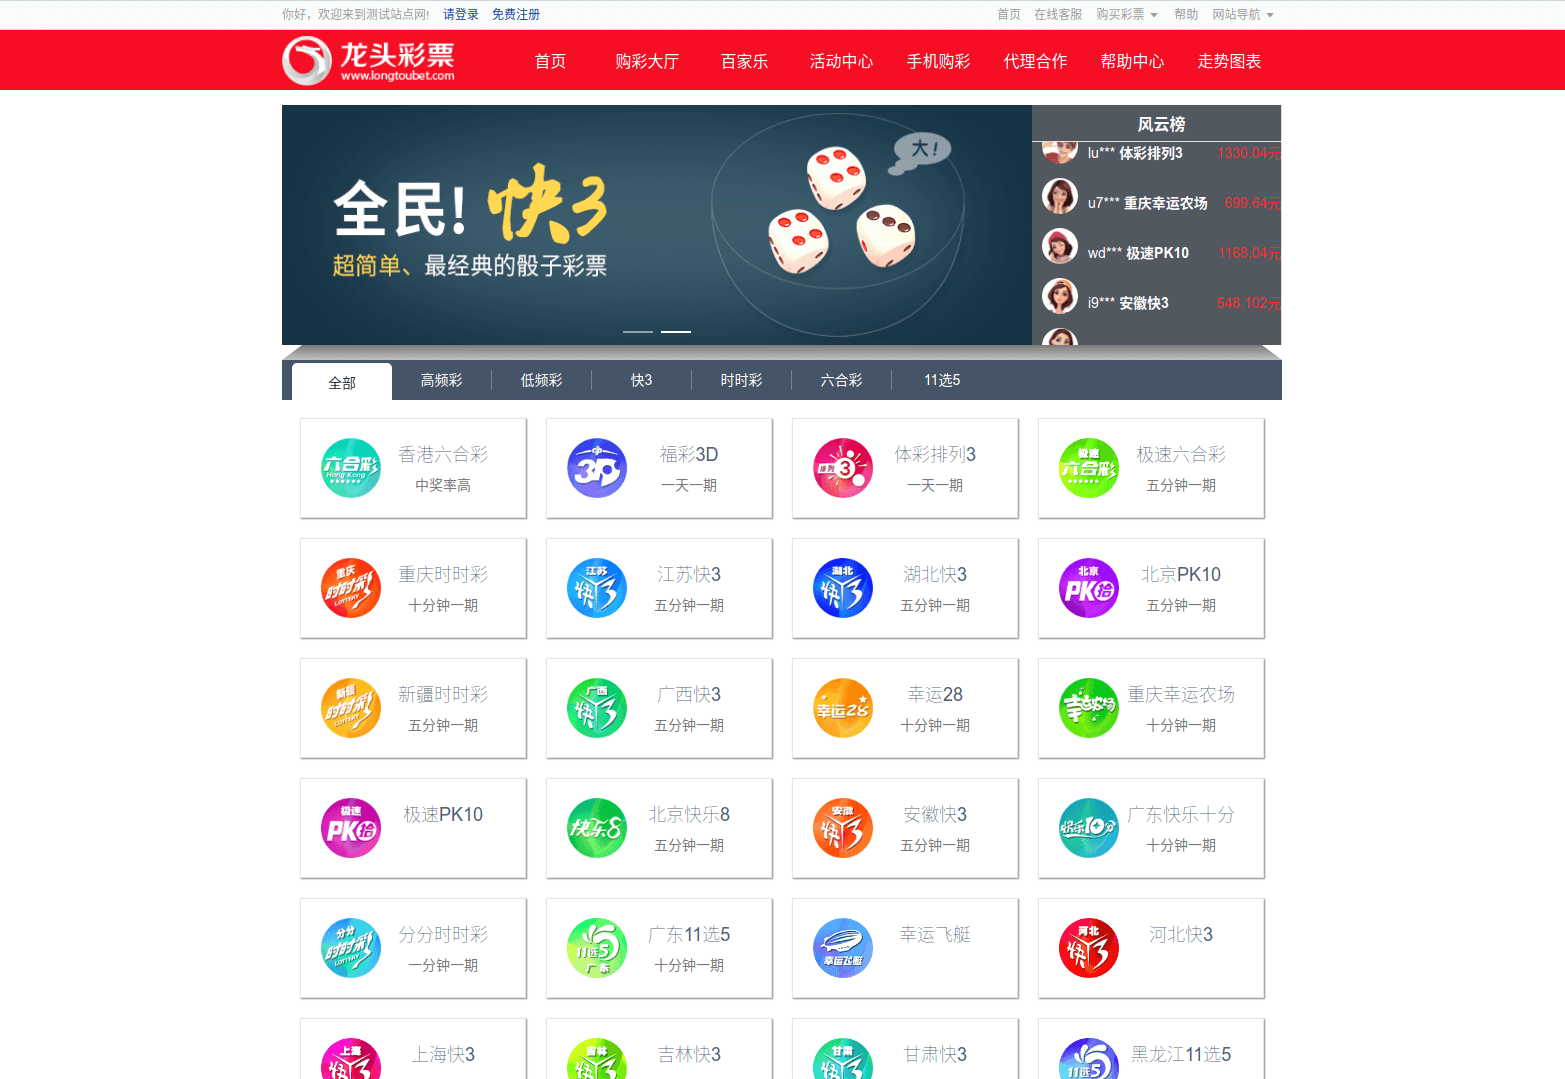 你好，欢迎来到测试站点网! 请登录 免费注册 首页 在线客服 购买彩票 帮助 网站导航
龙头彩票
www.longtoubet.com
首页 购彩大厅 百家乐 活动中心 手机购彩 代理合作 帮助中心 走势图表
全民! 快3
超简单、最经典的骰子彩票
大!
风云榜
lu*** 体彩排列3 1330.04元
u7*** 重庆幸运农场 699.64元
wd*** 极速PK10 1168.04元
i9*** 安徽快3 548.102元
全部 高频彩 低频彩 快3 时时彩 六合彩 11选5
六合彩 Hong Kong 香港六合彩 中奖率高
3D 福彩3D 一天一期
排列3 体彩排列3 一天一期
极速六合彩 极速六合彩 五分钟一期
重庆时时彩 LOTTERY 重庆时时彩 十分钟一期
江苏快3 江苏快3 五分钟一期
湖北快3 湖北快3 五分钟一期
北京PK拾 北京PK10 五分钟一期
新疆时时彩 LOTTERY 新疆时时彩 五分钟一期
广西快3 广西快3 五分钟一期
幸运28 幸运28 十分钟一期
幸运农场 重庆幸运农场 十分钟一期
极速PK拾 极速PK10
快乐8 北京快乐8 五分钟一期
安徽快3 安徽快3 五分钟一期
快乐10分 广东快乐十分 十分钟一期
分分时时彩 LOTTERY 分分时时彩 一分钟一期
11选5广东 广东11选5 十分钟一期
幸运飞艇 幸运飞艇
河北快3 河北快3
上海快3 上海快3
吉林快3 吉林快3
甘肃快3 甘肃快3
11选5 黑龙江11选5